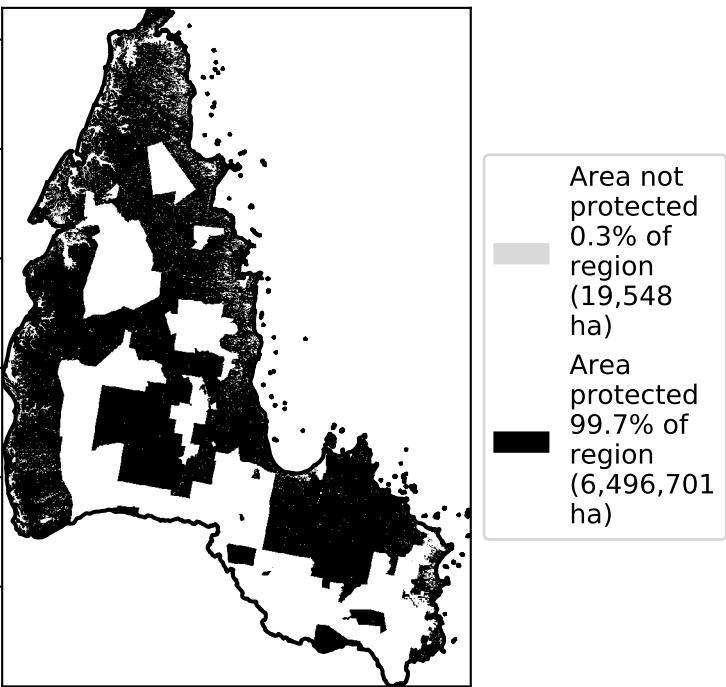 Area not
protected
0.3% of
region
(19,548
ha)
Area
protected
99.7% of
region
(6,496,701
ha)